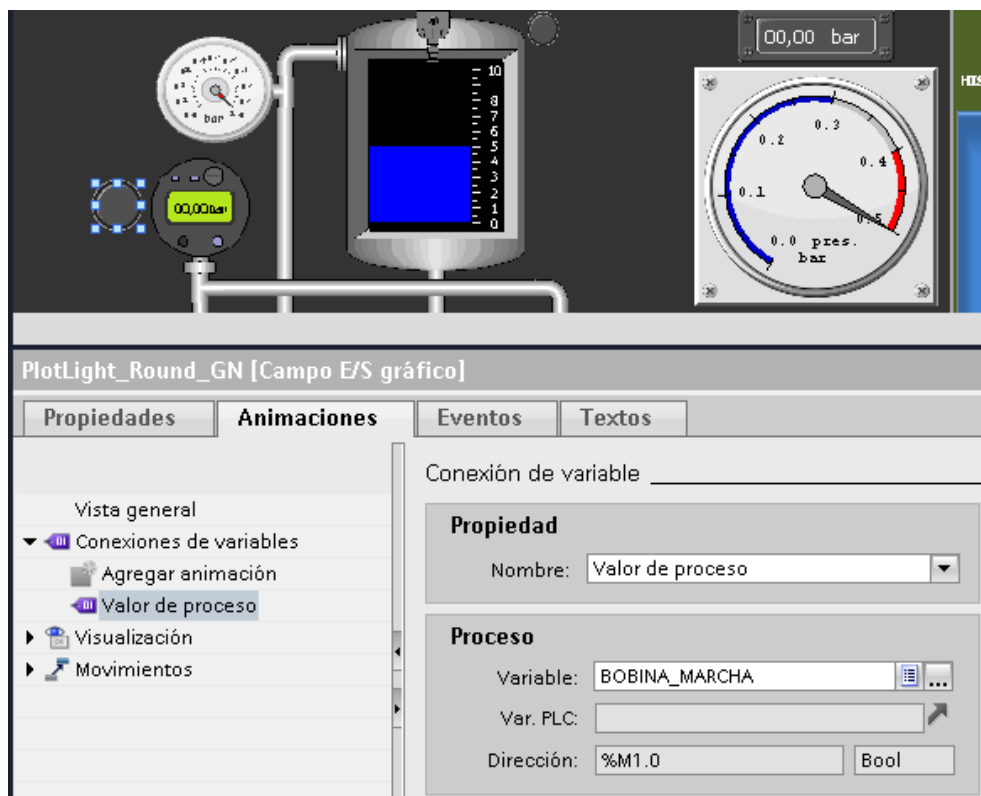 00,00 bar
10
8
7
6
5
4
3
2
1
0
bar
00,00bar
0.0
0.1
0.2
0.3
0.4
0.5
pres.
bar
PlotLight_Round_GN [Campo E/S gráfico]
Propiedades
Animaciones
Eventos
Textos
Vista general
Conexiones de variables
Agregar animación
Valor de proceso
Visualización
Movimientos
Conexión de variable
Propiedad
Nombre: Valor de proceso
Proceso
Variable: BOBINA_MARCHA ...
Var. PLC:
Dirección: %M1.0 Bool